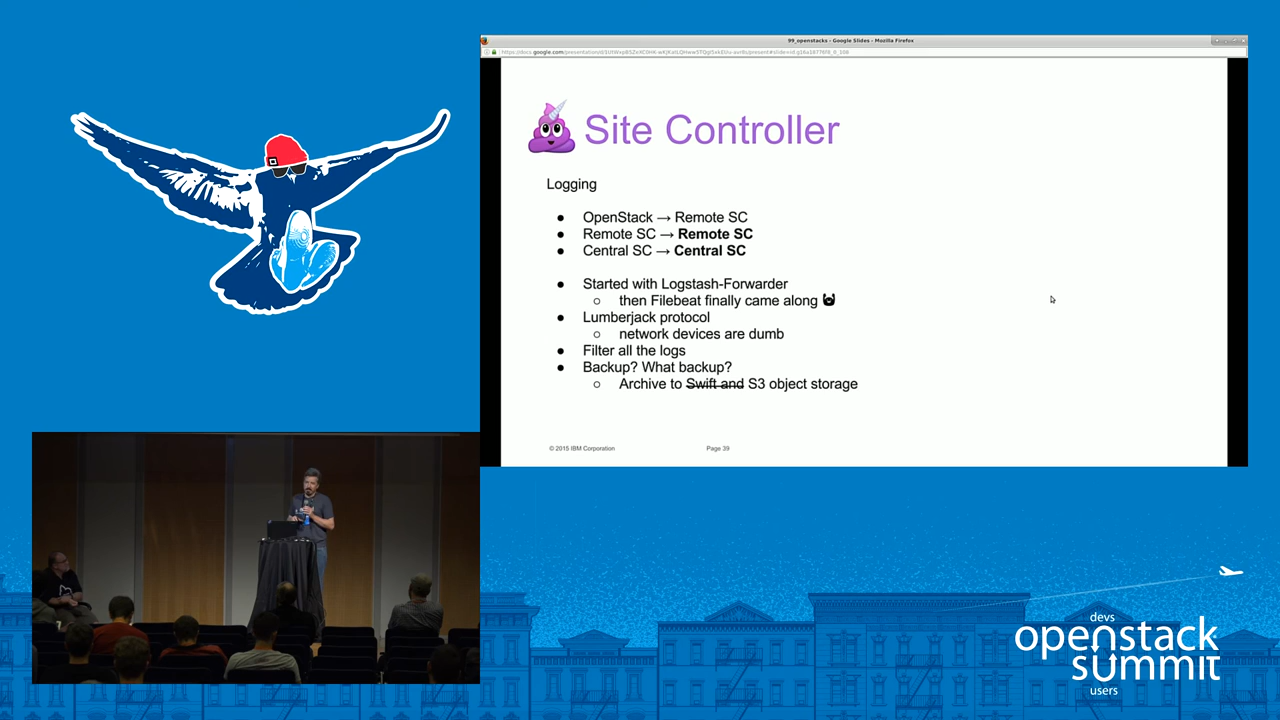 99_openstacks - Google Slides - Mozilla Firefox
Site Controller
Logging
● OpenStack → Remote SC
● Remote SC → Remote SC
● Central SC → Central SC
● Started with Logstash-Forwarder
○ then Filebeat finally came along
● Lumberjack protocol
○ network devices are dumb
● Filter all the logs
● Backup? What backup?
○ Archive to Swift and S3 object storage
© 2015 IBM Corporation Page 39
devs
openstack
summit
users